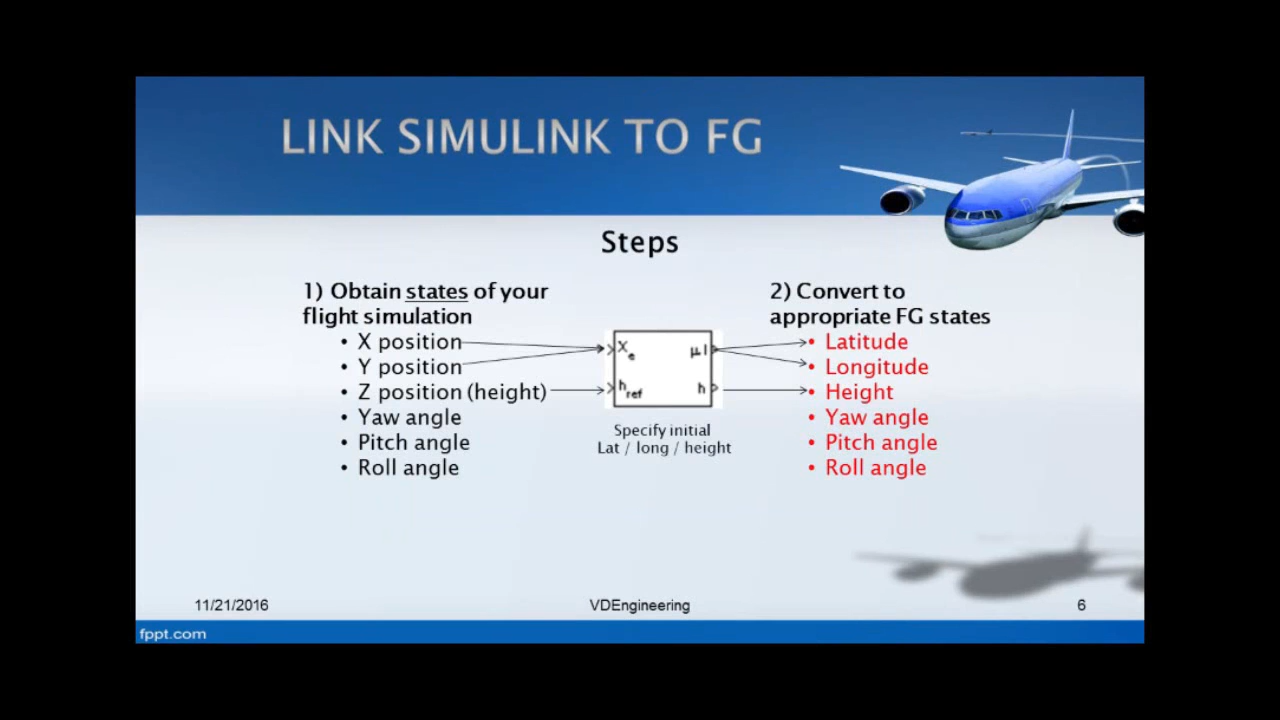 LINK SIMULINK TO FG
Steps
1) Obtain states of your
flight simulation
• X position
• Y position
• Z position (height)
• Yaw angle
• Pitch angle
• Roll angle
Xe
href
μl
h
Specify initial
Lat / long / height
2) Convert to
appropriate FG states
• Latitude
• Longitude
• Height
• Yaw angle
• Pitch angle
• Roll angle
11/21/2016
VDEngineering
6
fppt.com